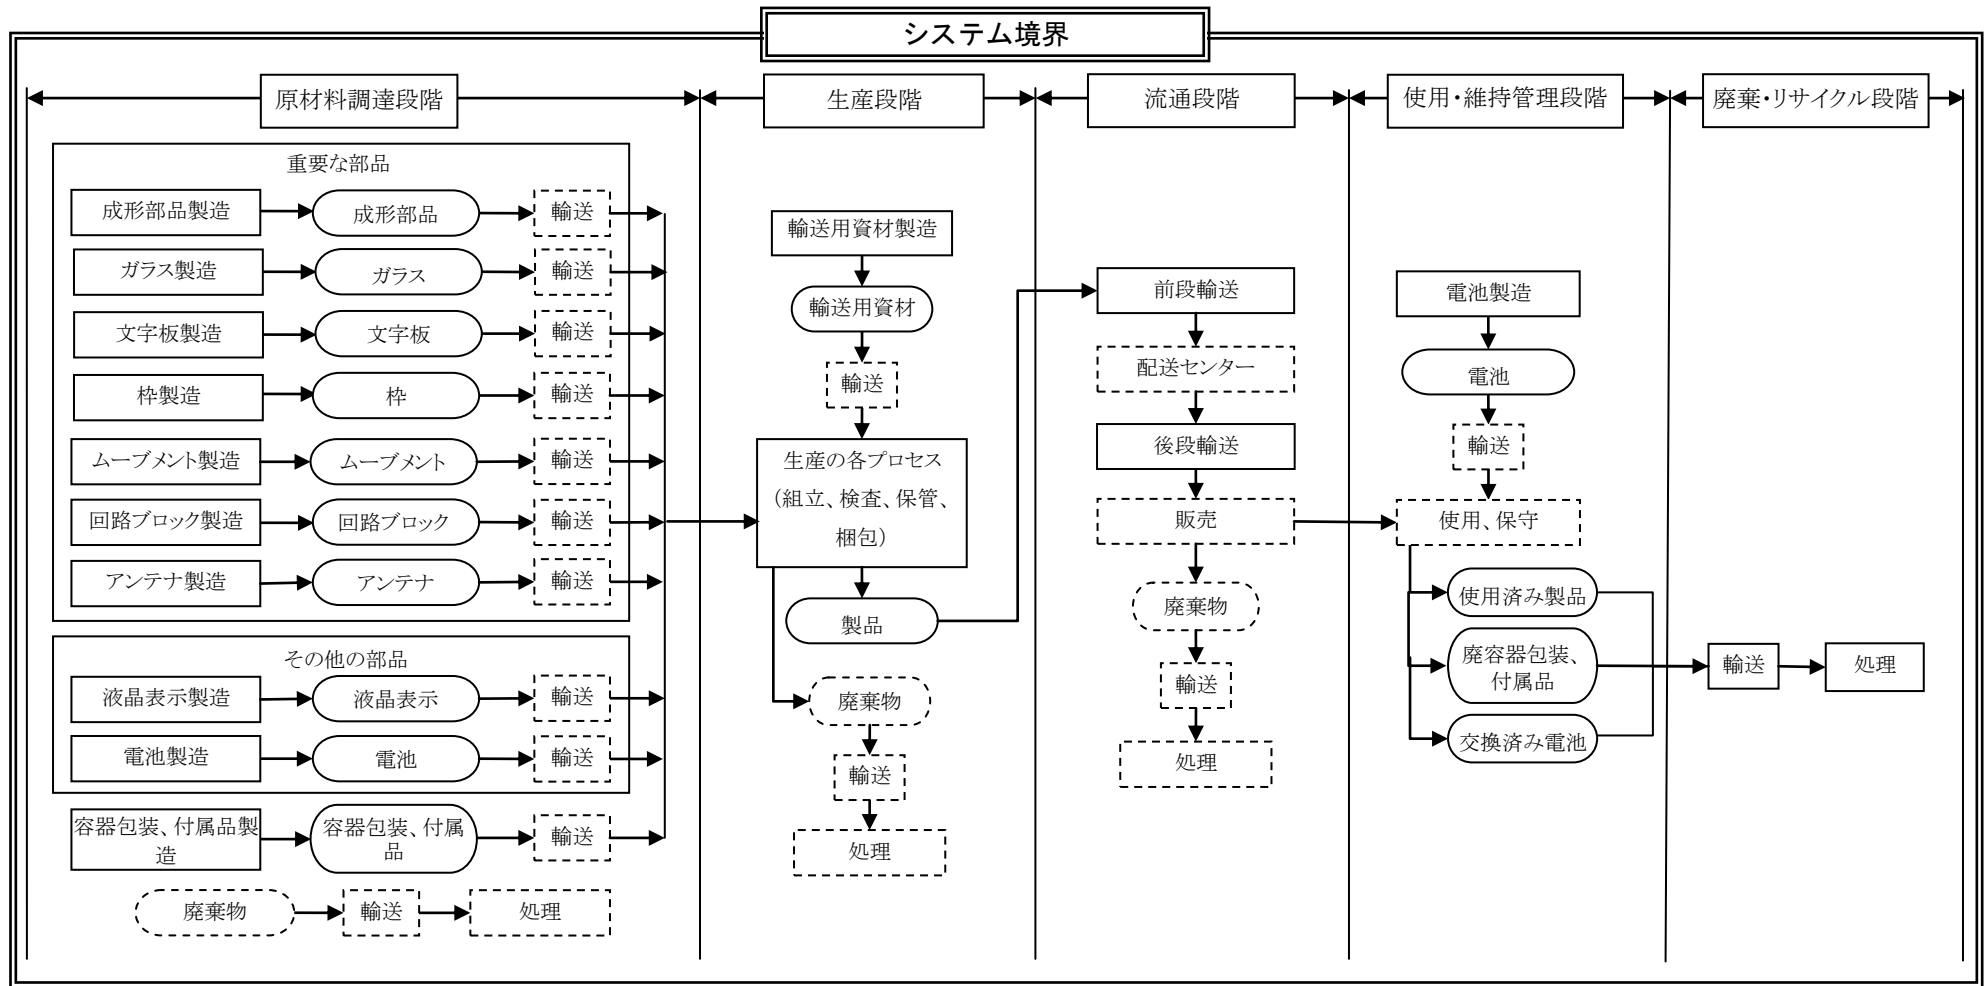 システム境界
原材料調達段階
生産段階
流通段階
使用・維持管理段階
廃棄・リサイクル段階
重要な部品
成形部品製造
成形部品
輸送
ガラス製造
ガラス
輸送
文字板製造
文字板
輸送
枠製造
枠
輸送
ムーブメント製造
ムーブメント
輸送
回路ブロック製造
回路ブロック
輸送
アンテナ製造
アンテナ
輸送
その他の部品
液晶表示製造
液晶表示
輸送
電池製造
電池
輸送
容器包装、付属品製
造
容器包装、付属
品
輸送
廃棄物
輸送
処理
輸送用資材製造
輸送用資材
輸送
生産の各プロセス
（組立、検査、保管、
梱包）
製品
廃棄物
輸送
処理
前段輸送
配送センター
後段輸送
販売
廃棄物
輸送
処理
電池製造
電池
輸送
使用、保守
使用済み製品
廃容器包装、
付属品
交換済み電池
輸送
処理